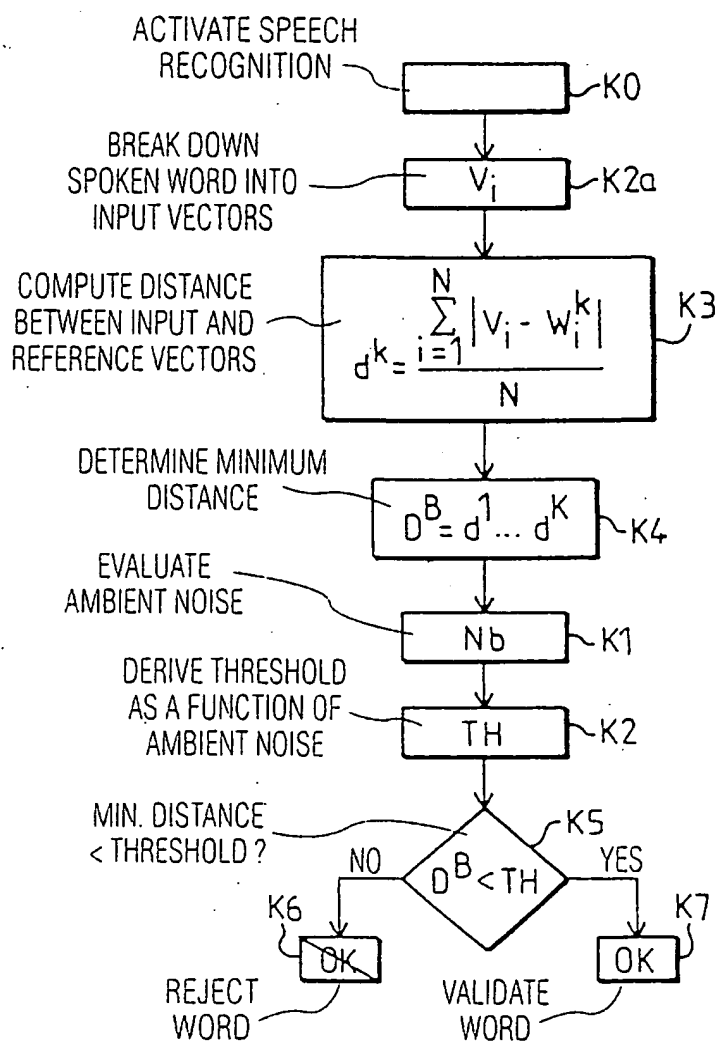 ACTIVATE SPEECH
RECOGNITION
K0
BREAK DOWN
SPOKEN WORD INTO
INPUT VECTORS
Vi
K2a
COMPUTE DISTANCE
BETWEEN INPUT AND
REFERENCE VECTORS
d^k = (∑_{i=1}^{N} |V_i - W_i^k|) / N
K3
DETERMINE MINIMUM
DISTANCE
D^B = d^1 ... d^K
K4
EVALUATE
AMBIENT NOISE
Nb
K1
DERIVE THRESHOLD
AS A FUNCTION OF
AMBIENT NOISE
TH
K2
MIN. DISTANCE
< THRESHOLD ?
K5
D^B < TH
NO
YES
K6
OK
REJECT
WORD
K7
OK
VALIDATE
WORD